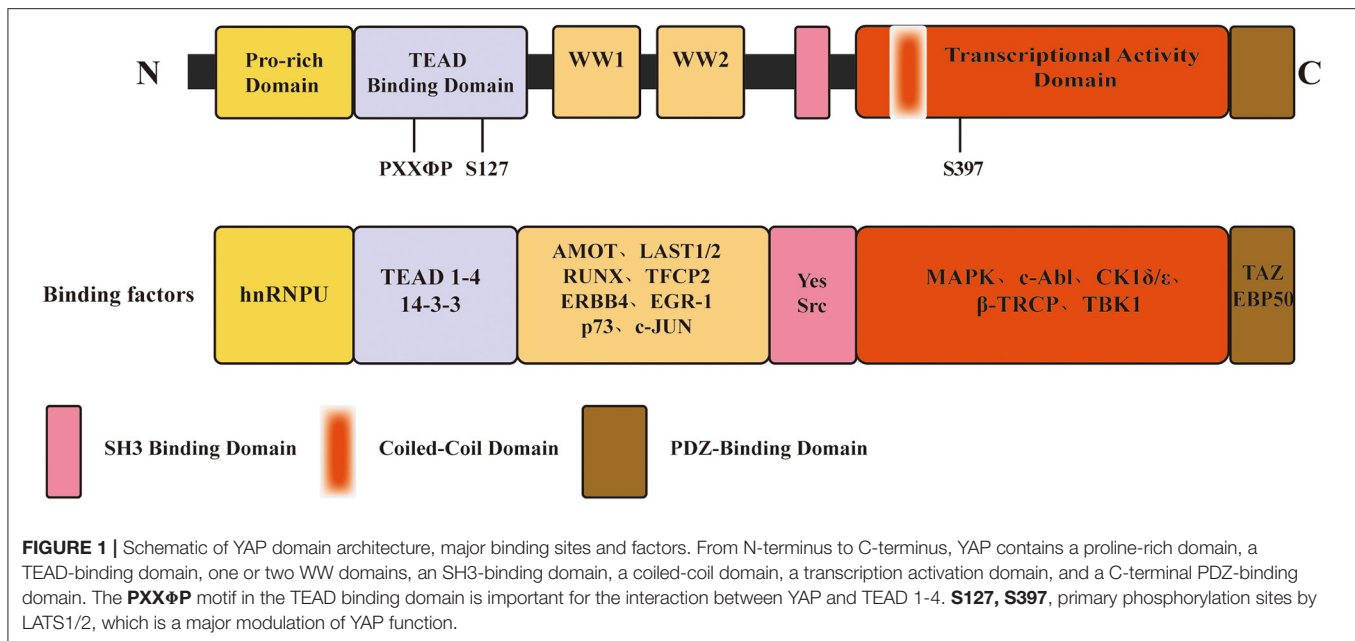 N
Pro-rich
Domain
TEAD
Binding Domain
WW1
WW2
Transcriptional Activity
Domain
C
PXXΦP
S127
S397
Binding factors
hnRNPU
TEAD 1-4
14-3-3
AMOT、LAST1/2
RUNX、TFCP2
ERBB4、EGR-1
p73、c-JUN
Yes
Src
MAPK、c-Abl、CK1δ/ε、
β-TRCP、TBK1
TAZ
EBP50
SH3 Binding Domain
Coiled-Coil Domain
PDZ-Binding Domain
FIGURE 1 | Schematic of YAP domain architecture, major binding sites and factors. From N-terminus to C-terminus, YAP contains a proline-rich domain, a
TEAD-binding domain, one or two WW domains, an SH3-binding domain, a coiled-coil domain, a transcription activation domain, and a C-terminal PDZ-binding
domain. The PXXΦP motif in the TEAD binding domain is important for the interaction between YAP and TEAD 1-4. S127, S397, primary phosphorylation sites by
LATS1/2, which is a major modulation of YAP function.